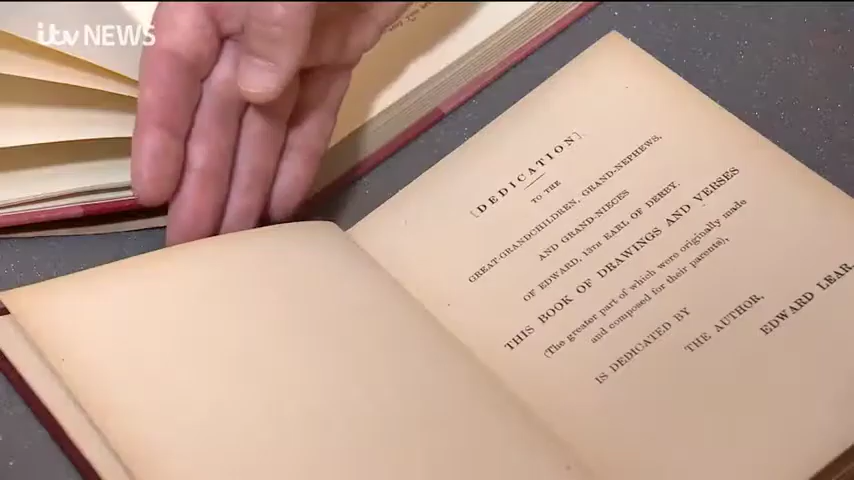 itv NEWS
[DEDICATION]
TO THE
GREAT-GRANDCHILDREN, GRAND-NEPHEWS,
AND GRAND-NIECES
OF EDWARD, 13TH EARL OF DERBY,
THIS BOOK OF DRAWINGS AND VERSES
(The greater part of which were originally made
and composed for their parents),
IS DEDICATED BY
THE AUTHOR,
EDWARD LEAR.